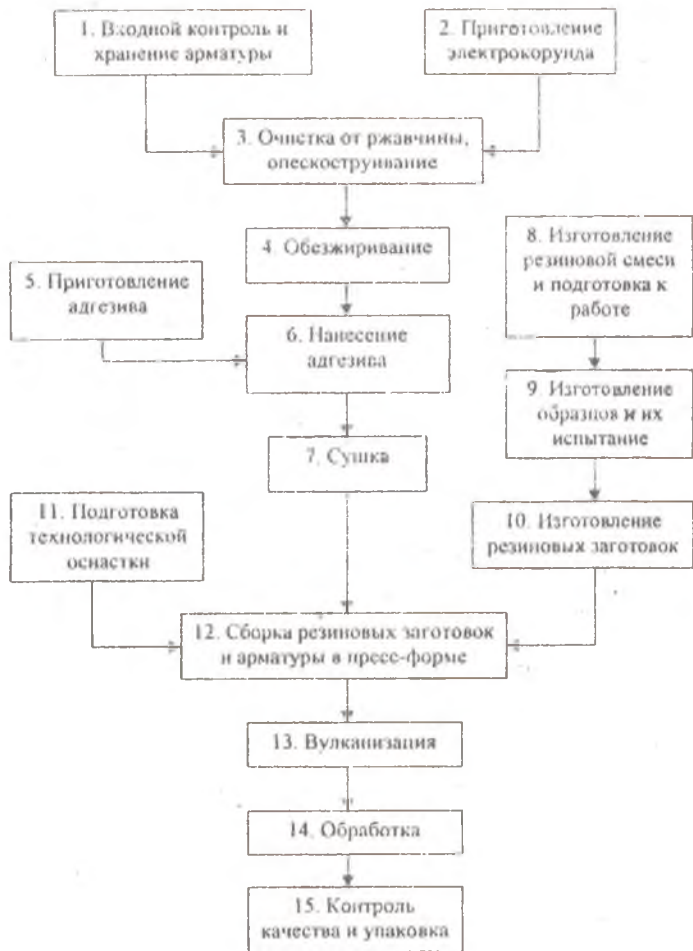 1. Входной контроль и
хранение арматуры
2. Приготовление
электрокорунда
3. Очистка от ржавчины,
опескоструивание
4. Обезжиривание
5. Приготовление
адгезива
6. Нанесение
адгезива
7. Сушка
8. Изготовление
резиновой смеси
и подготовка к
работе
9. Изготовление
образцов и их
испытание
10. Изготовление
резиновых заготовок
11. Подготовка
технологической
оснастки
12. Сборка резиновых заготовок
и арматуры в пресс-форме
13. Вулканизация
14. Обработка
15. Контроль
качества и упаковка